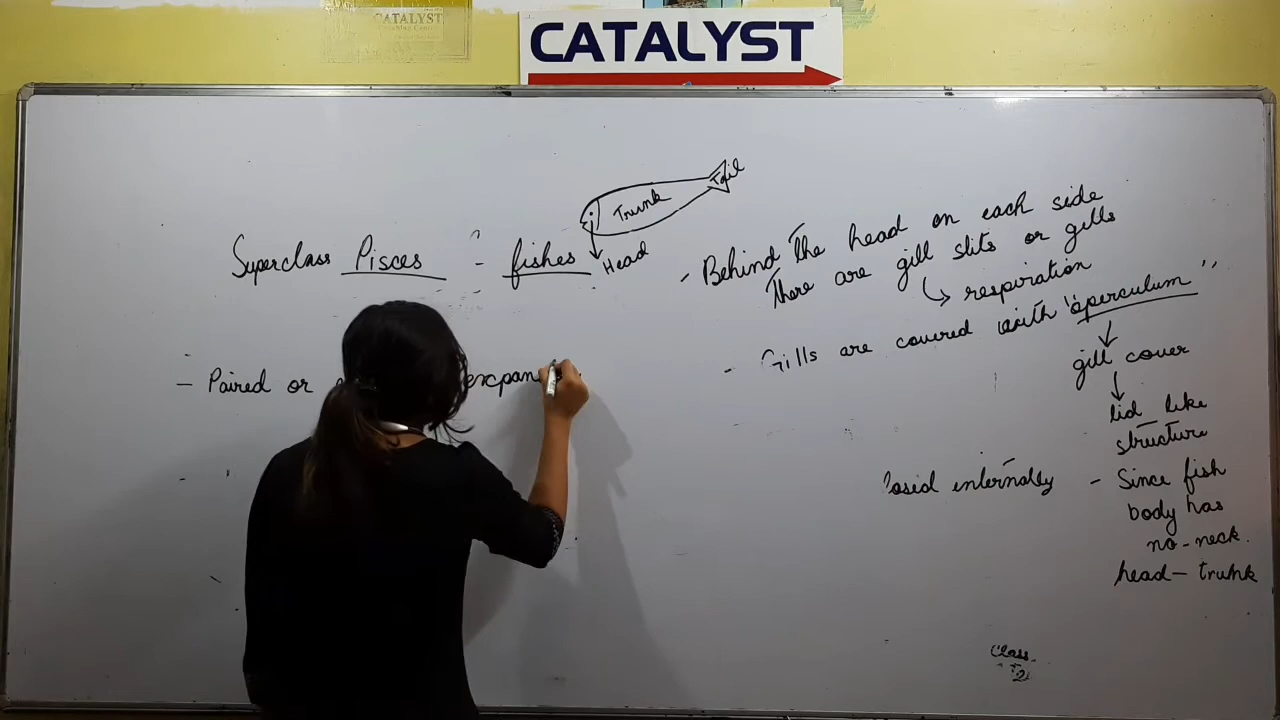 CATALYST
CATALYST
Tail
Trunk
Head
Superclass Pisces - fishes
- Behind the head on each side
There are gill slits or gills
respiration
- Gills are covered with "operculum"
gill cover
lid like
structure
- Paired or expan
internally - Since fish
body has
no-neck.
head- trunk
Class